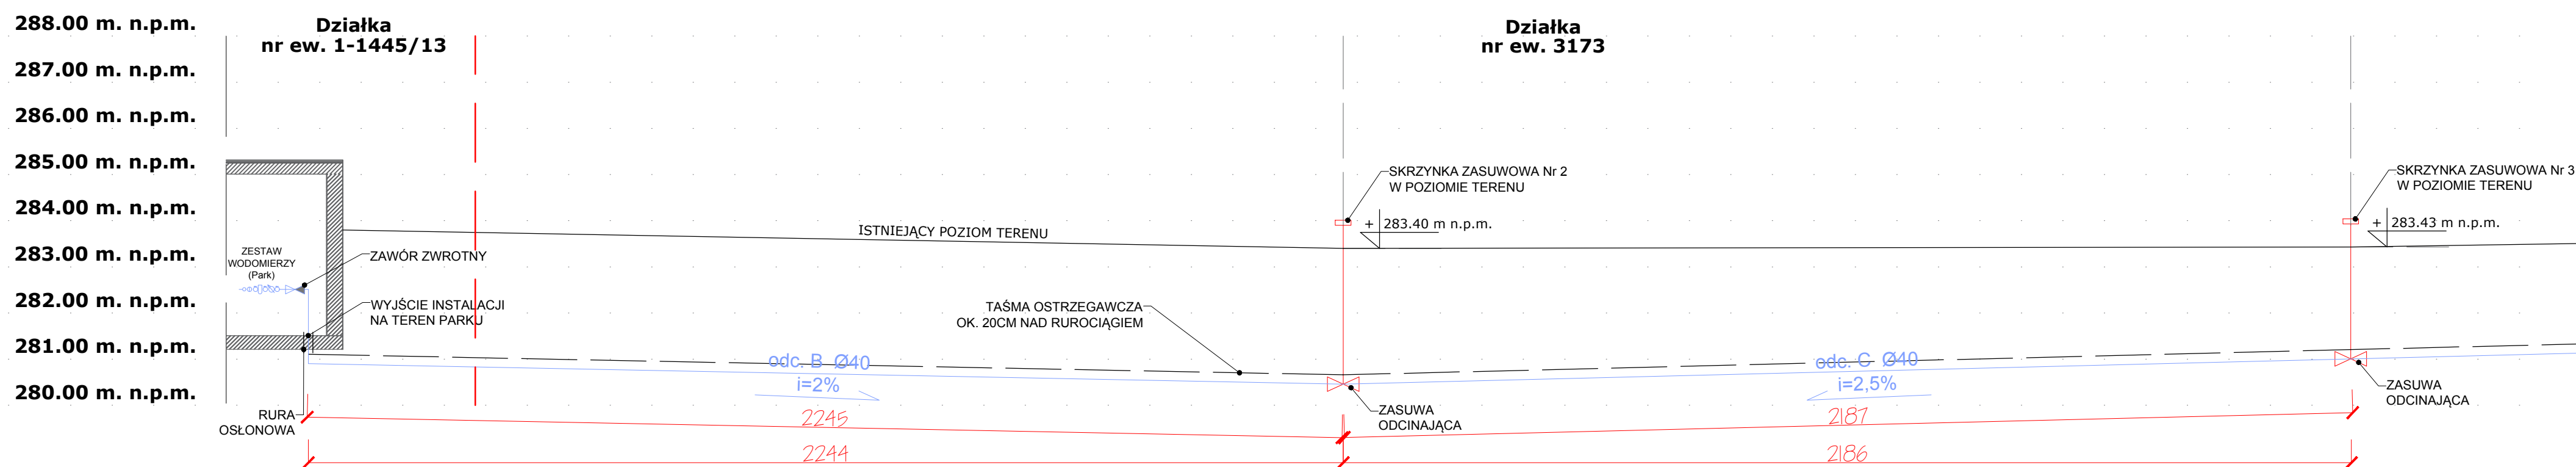 288.00 m. n.p.m.
287.00 m. n.p.m.
286.00 m. n.p.m.
285.00 m. n.p.m.
284.00 m. n.p.m.
283.00 m. n.p.m.
282.00 m. n.p.m.
281.00 m. n.p.m.
280.00 m. n.p.m.
Działka
nr ew. 1-1445/13
Działka
nr ew. 3173
ZESTAW
WODOMIERZY
(Park)
ZAWÓR ZWROTNY
WYJŚCIE INSTALACJI
NA TEREN PARKU
RURA
OSŁONOWA
ISTNIEJĄCY POZIOM TERENU
TAŚMA OSTRZEGAWCZA
OK. 20CM NAD RUROCIĄGIEM
odc. B Ø40
i=2%
SKRZYNKA ZASUWOWA Nr 2
W POZIOMIE TERENU
+ 283.40 m n.p.m.
ZASUWA
ODCINAJĄCA
odc. C Ø40
i=2,5%
SKRZYNKA ZASUWOWA Nr 3
W POZIOMIE TERENU
+ 283.43 m n.p.m.
ZASUWA
ODCINAJĄCA
2245
2187
2244
2186